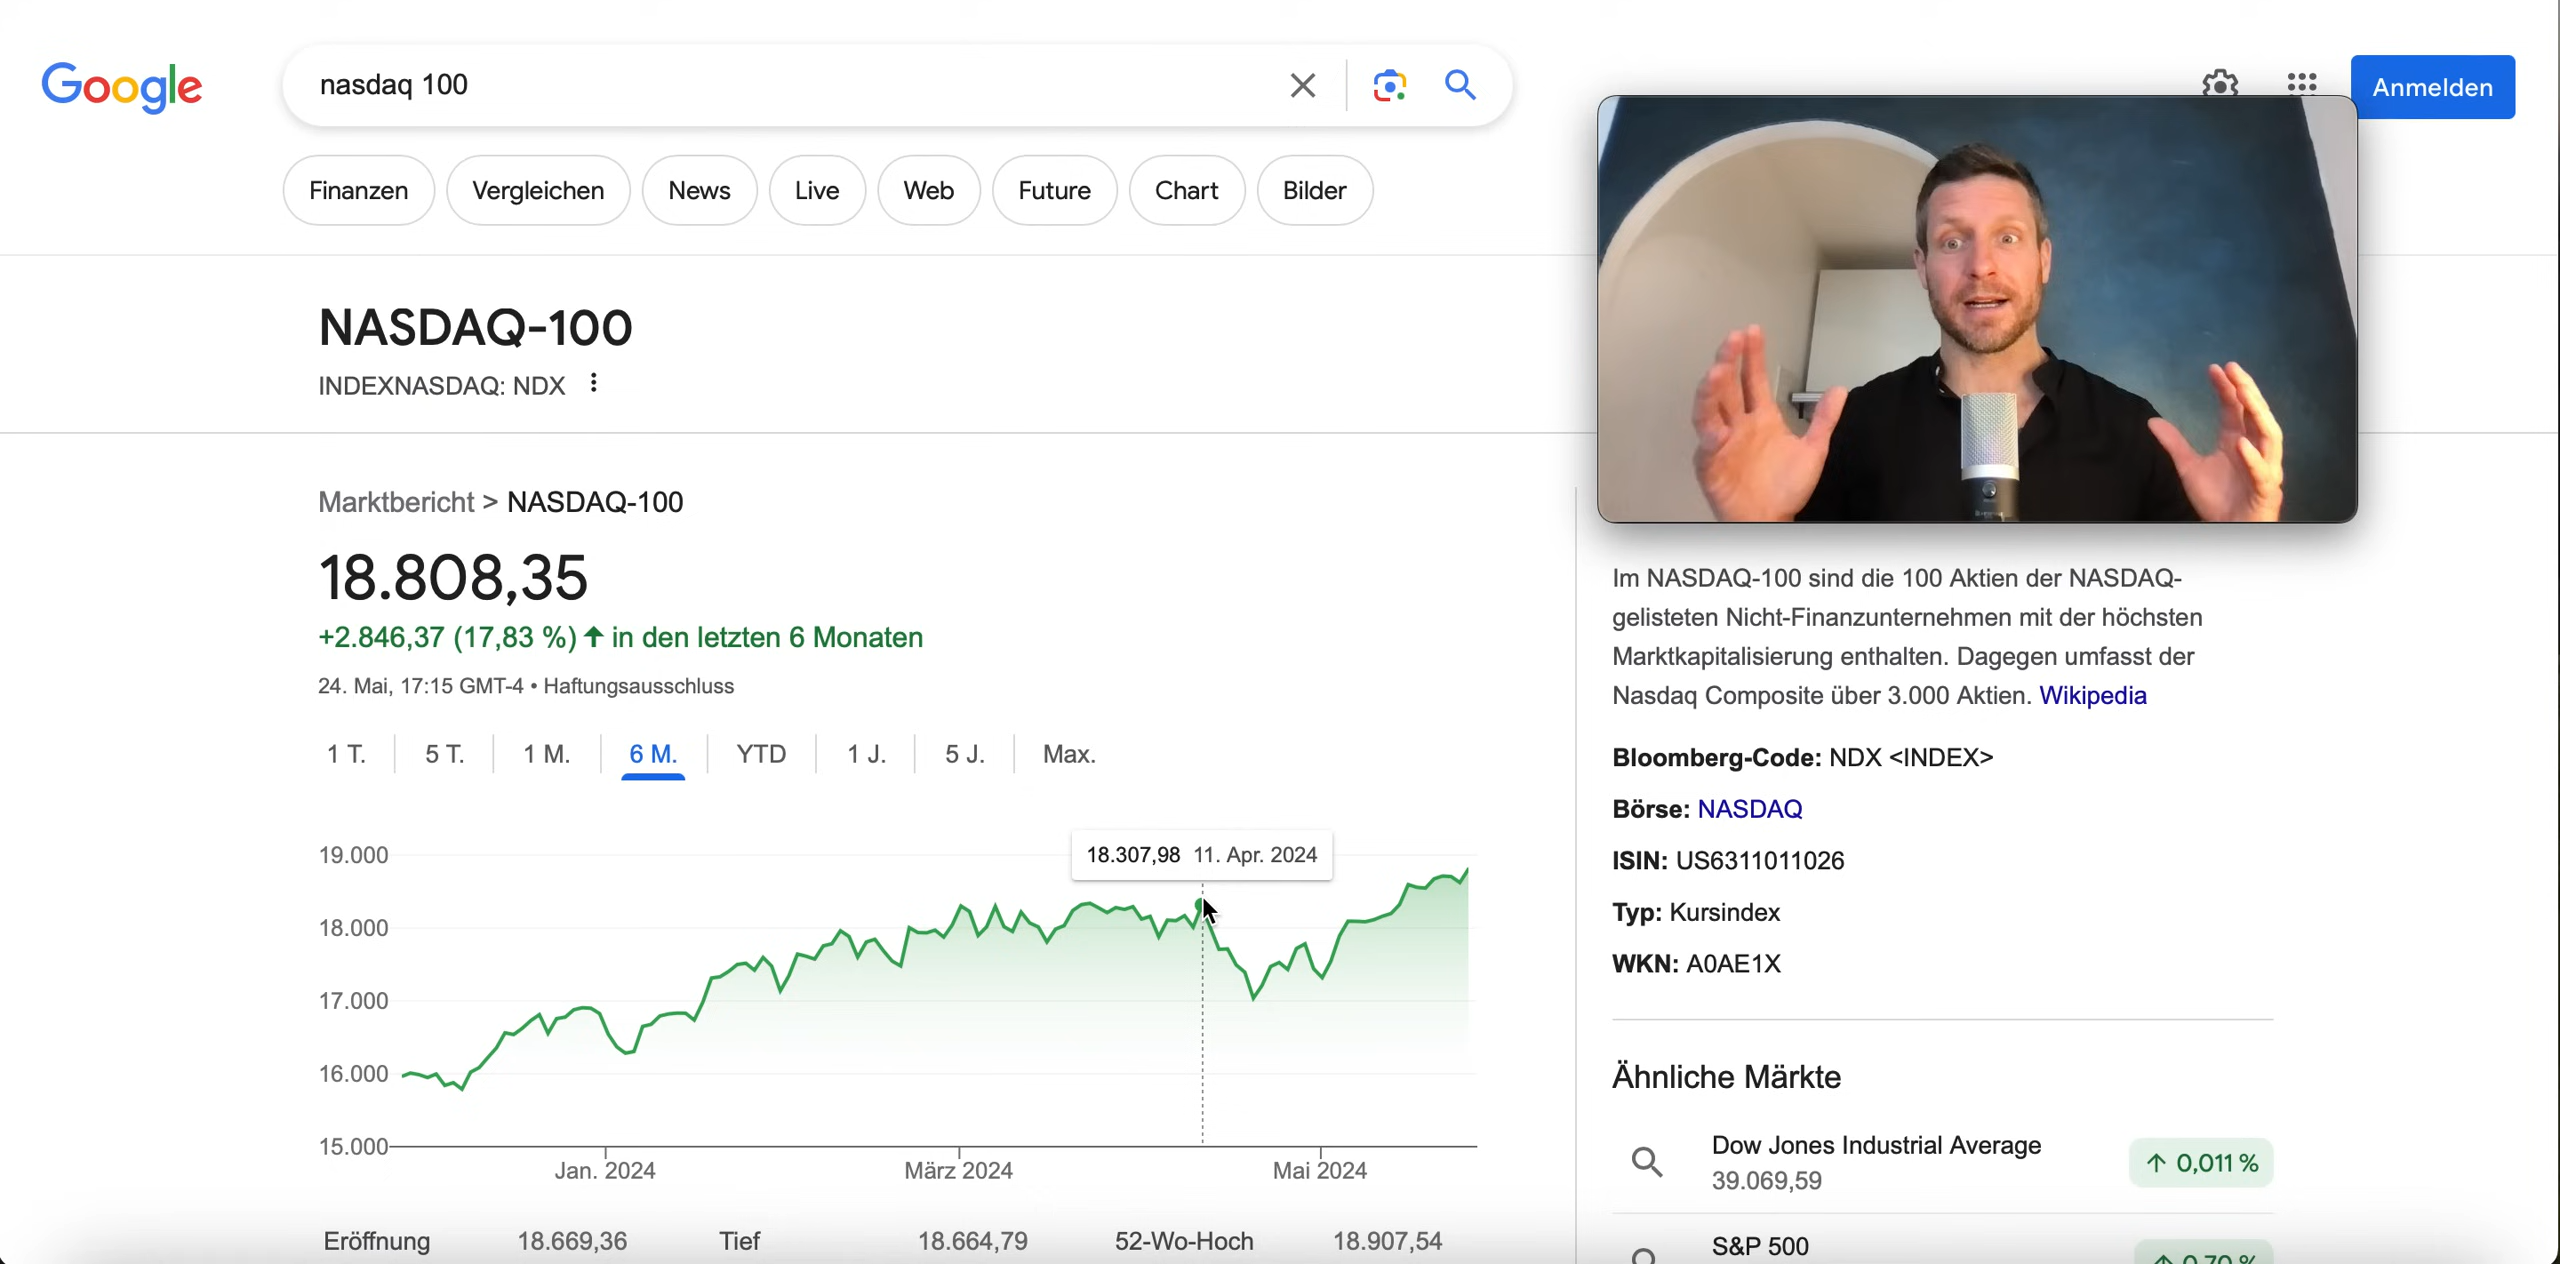 Google
nasdaq 100
Anmelden
Finanzen
Vergleichen
News
Live
Web
Future
Chart
Bilder
NASDAQ-100
INDEXNASDAQ: NDX
Marktbericht > NASDAQ-100
18.808,35
+2.846,37 (17,83 %) ↑ in den letzten 6 Monaten
24. Mai, 17:15 GMT-4 • Haftungsausschluss
1 T.
5 T.
1 M.
6 M.
YTD
1 J.
5 J.
Max.
18.307,98 11. Apr. 2024
19.000
18.000
17.000
16.000
15.000
Jan. 2024
März 2024
Mai 2024
Eröffnung 18.669,36 Tief 18.664,79 52-Wo-Hoch 18.907,54
Im NASDAQ-100 sind die 100 Aktien der NASDAQ-
gelisteten Nicht-Finanzunternehmen mit der höchsten
Marktkapitalisierung enthalten. Dagegen umfasst der
Nasdaq Composite über 3.000 Aktien. Wikipedia
Bloomberg-Code: NDX <INDEX>
Börse: NASDAQ
ISIN: US6311011026
Typ: Kursindex
WKN: A0AE1X
Ähnliche Märkte
Dow Jones Industrial Average
39.069,59
↑ 0,011 %
S&P 500
↑ 0,70 %